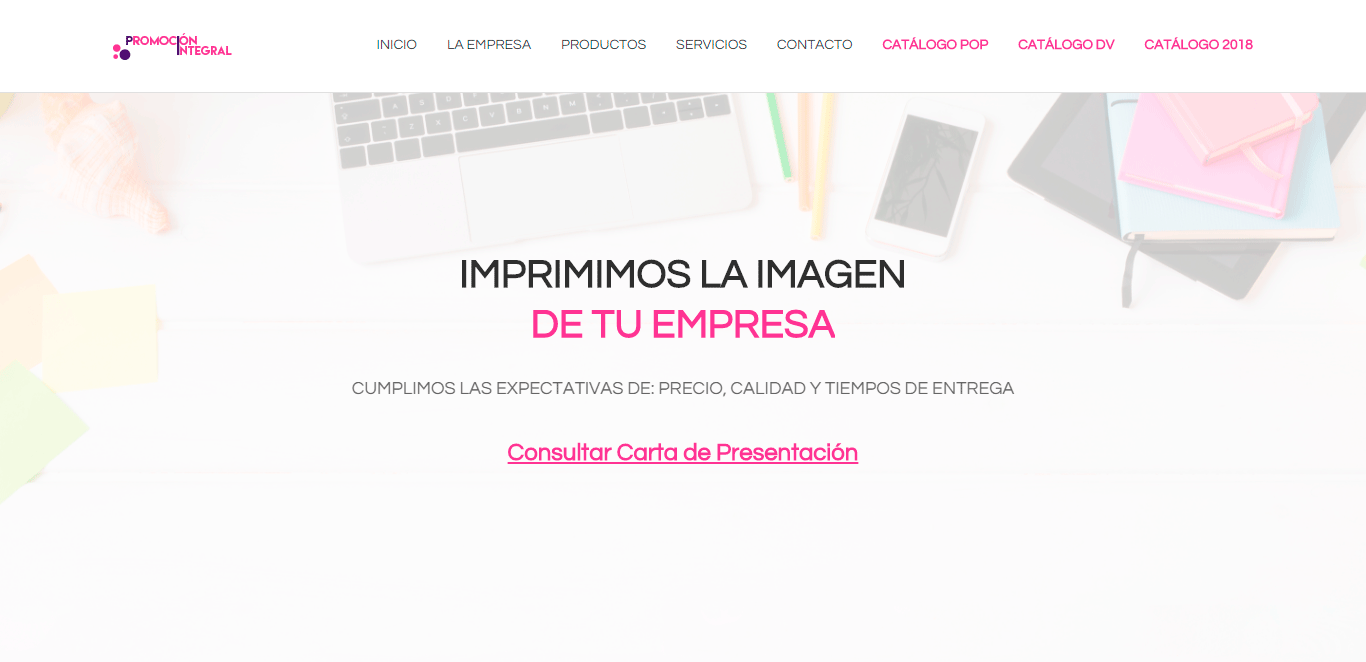 PROMOCIÓN
INTEGRAL
INICIO LA EMPRESA PRODUCTOS SERVICIOS CONTACTO CATÁLOGO POP CATÁLOGO DV CATÁLOGO 2018
IMPRIMIMOS LA IMAGEN
DE TU EMPRESA
CUMPLIMOS LAS EXPECTATIVAS DE: PRECIO, CALIDAD Y TIEMPOS DE ENTREGA
Consultar Carta de Presentación